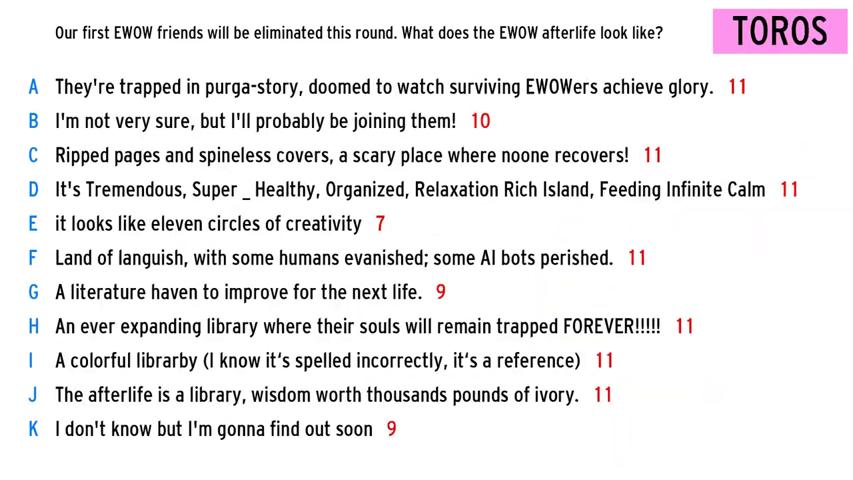 Our first EWOW friends will be eliminated this round. What does the EWOW afterlife look like?
TOROS
A They're trapped in purga-story, doomed to watch surviving EWOWers achieve glory. 11
B I'm not very sure, but I'll probably be joining them! 10
C Ripped pages and spineless covers, a scary place where noone recovers! 11
D It's Tremendous, Super _ Healthy, Organized, Relaxation Rich Island, Feeding Infinite Calm 11
E it looks like eleven circles of creativity 7
F Land of languish, with some humans evanished; some AI bots perished. 11
G A literature haven to improve for the next life. 9
H An ever expanding library where their souls will remain trapped FOREVER!!!!! 11
I A colorful librarby (I know it's spelled incorrectly, it's a reference) 11
J The afterlife is a library, wisdom worth thousands pounds of ivory. 11
K I don't know but I'm gonna find out soon 9